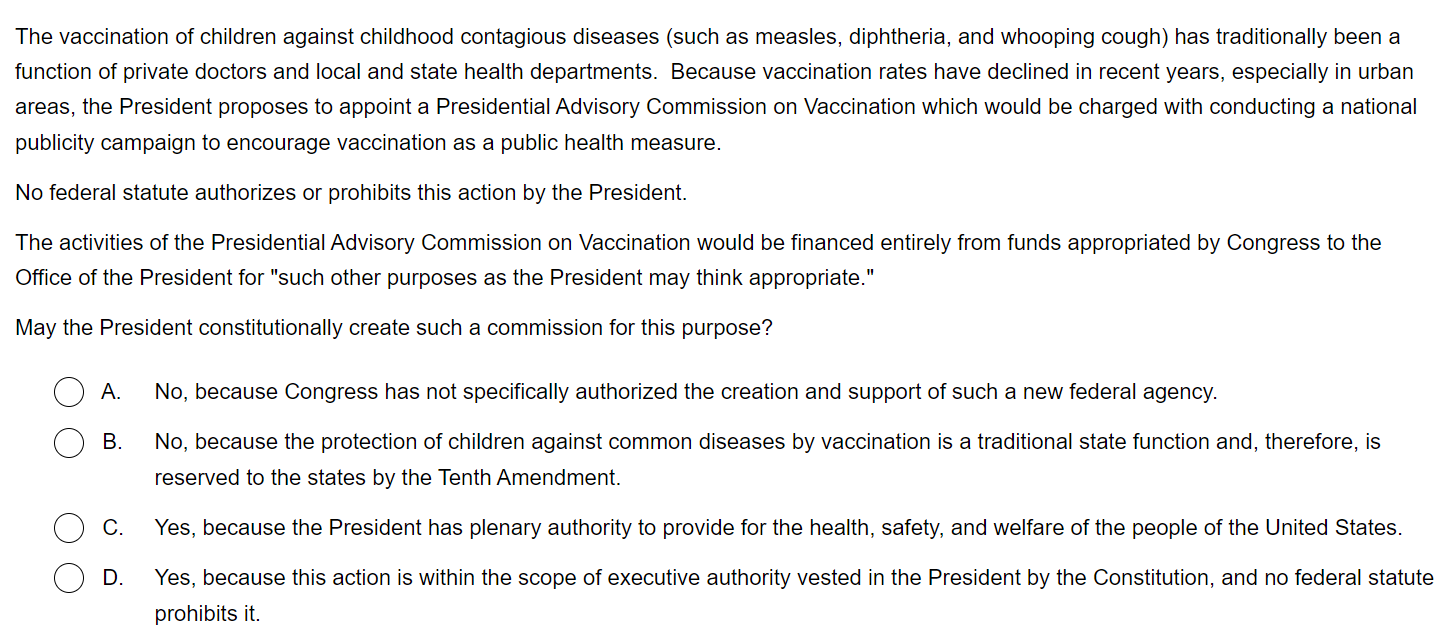 The vaccination of children against childhood contagious diseases (such as measles, diphtheria, and whooping cough) has traditionally been a
function of private doctors and local and state health departments.  Because vaccination rates have declined in recent years, especially in urban
areas, the President proposes to appoint a Presidential Advisory Commission on Vaccination which would be charged with conducting a national
publicity campaign to encourage vaccination as a public health measure.
No federal statute authorizes or prohibits this action by the President.
The activities of the Presidential Advisory Commission on Vaccination would be financed entirely from funds appropriated by Congress to the
Office of the President for "such other purposes as the President may think appropriate."
May the President constitutionally create such a commission for this purpose?
A. No, because Congress has not specifically authorized the creation and support of such a new federal agency.
B. No, because the protection of children against common diseases by vaccination is a traditional state function and, therefore, is
reserved to the states by the Tenth Amendment.
C. Yes, because the President has plenary authority to provide for the health, safety, and welfare of the people of the United States.
D. Yes, because this action is within the scope of executive authority vested in the President by the Constitution, and no federal statute
prohibits it.